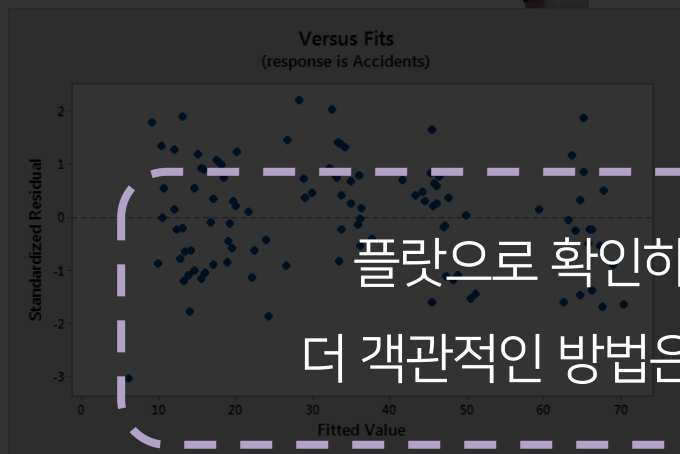 Versus Fits
(response is Accidents)
Standardized Residual
2
1
0
-1
-2
-3
플랏으로 확인하
더 객관적인 방법은
0 10 20 30 40 50 60 70
Fitted Value